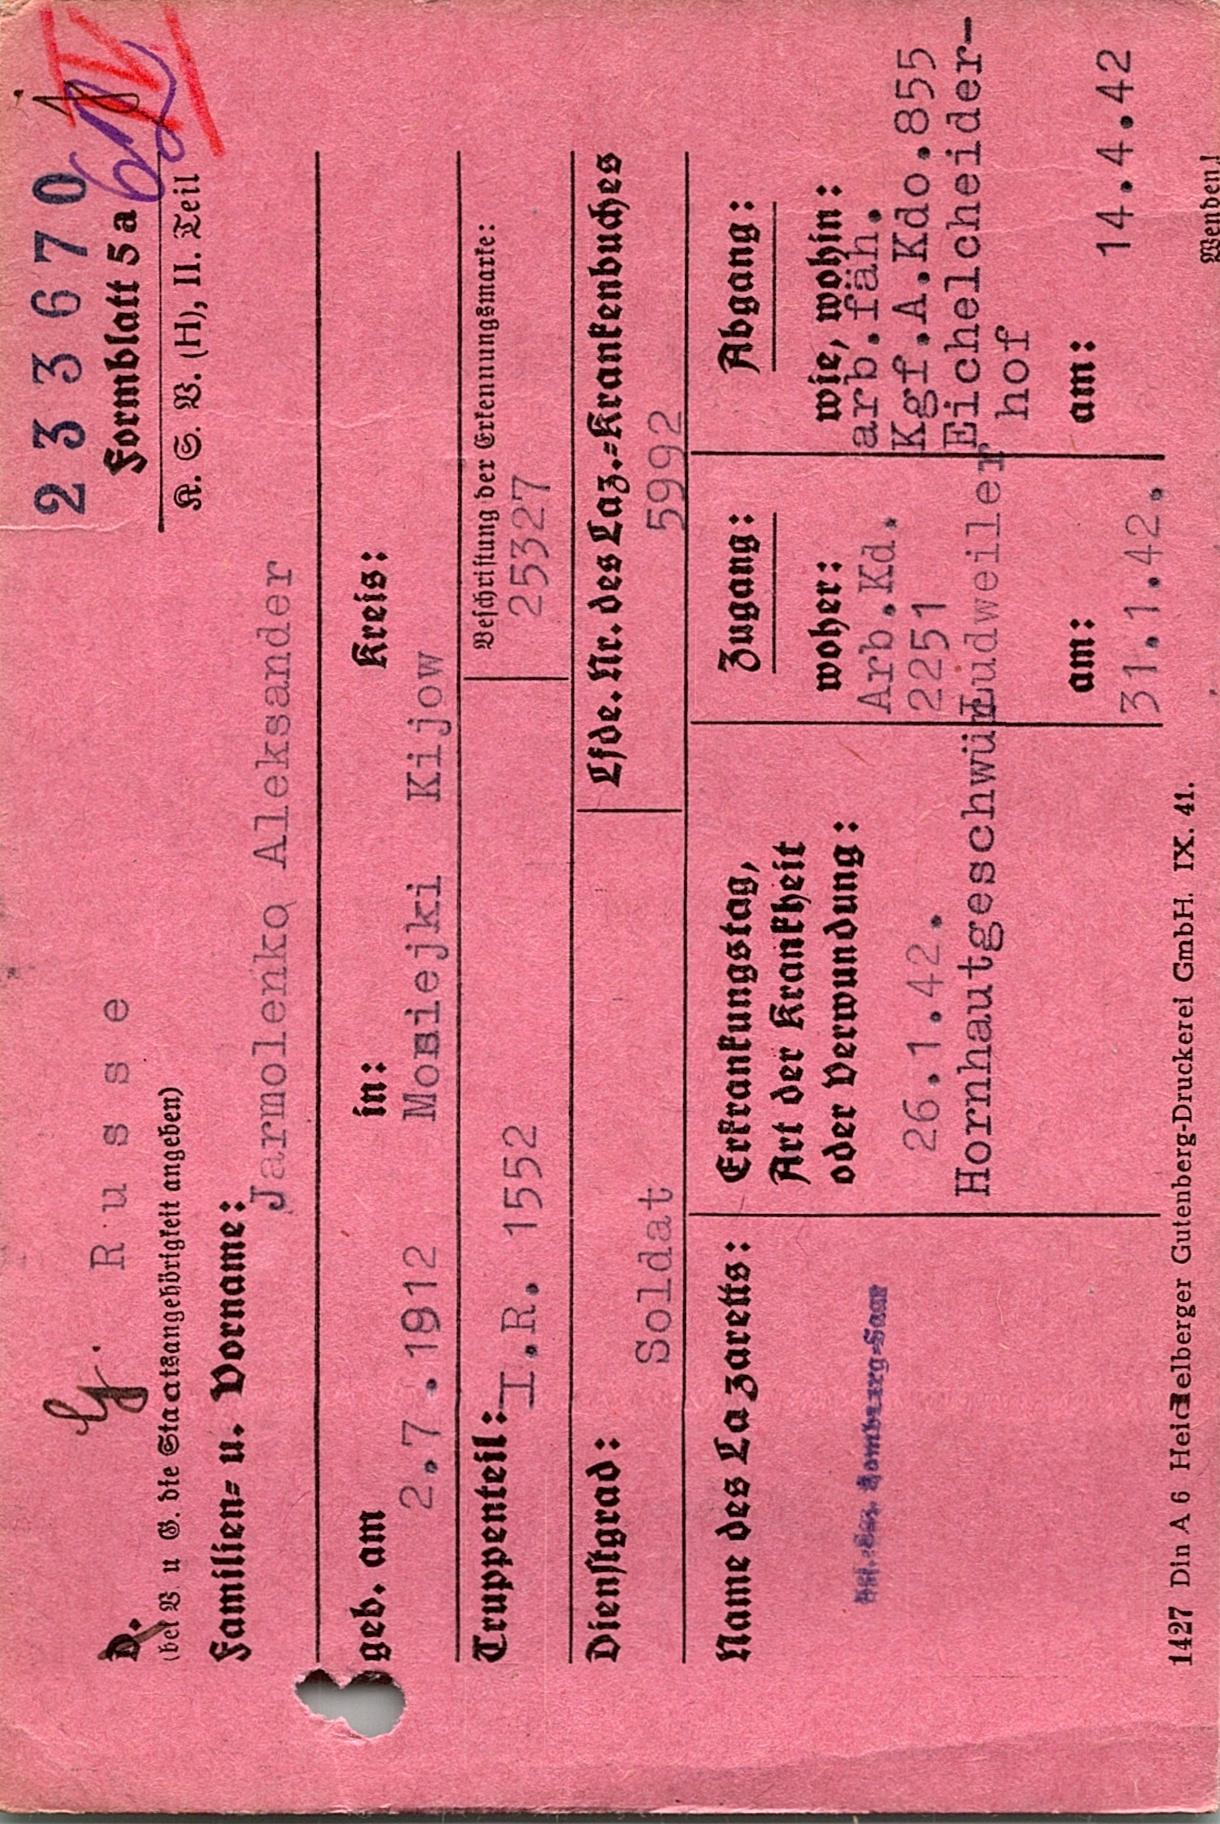 2 3 3 6 7 0
Formblatt 5a
K. S. V. (H), II. Teil
G. R u s s e
(bei V u G. die Staatsangehörigkeit angeben)
Familien- u. Vorname:
Jarmolenko Aleksander
geb. am in: Kreis:
2.7.1912 Mosiejki Kijow
Truppenteil: I.R. 1552
Beschriftung der Erkennungsmarke:
25327
Dienstgrad:
Soldat
Lfde. Nr. des Laz.-Krankenbuches
5992
Name des Lazaretts:
Homburg-Saar
Erkrankungstag,
Art der Krankheit
oder Verwundung:
26.1.42.
Hornhautgeschwür
Zugang:
woher:
Arb.Kd.
2251
Ludweiler
am:
31.1.42.
Abgang:
wie, wohin:
arb.fäh.
Kgf.A.Kdo.855
Eichelcheider-
hof
am:
14.4.42
1427 Din A 6 Heidelberger Gutenberg-Druckerei GmbH. IX. 41.
Wenden!